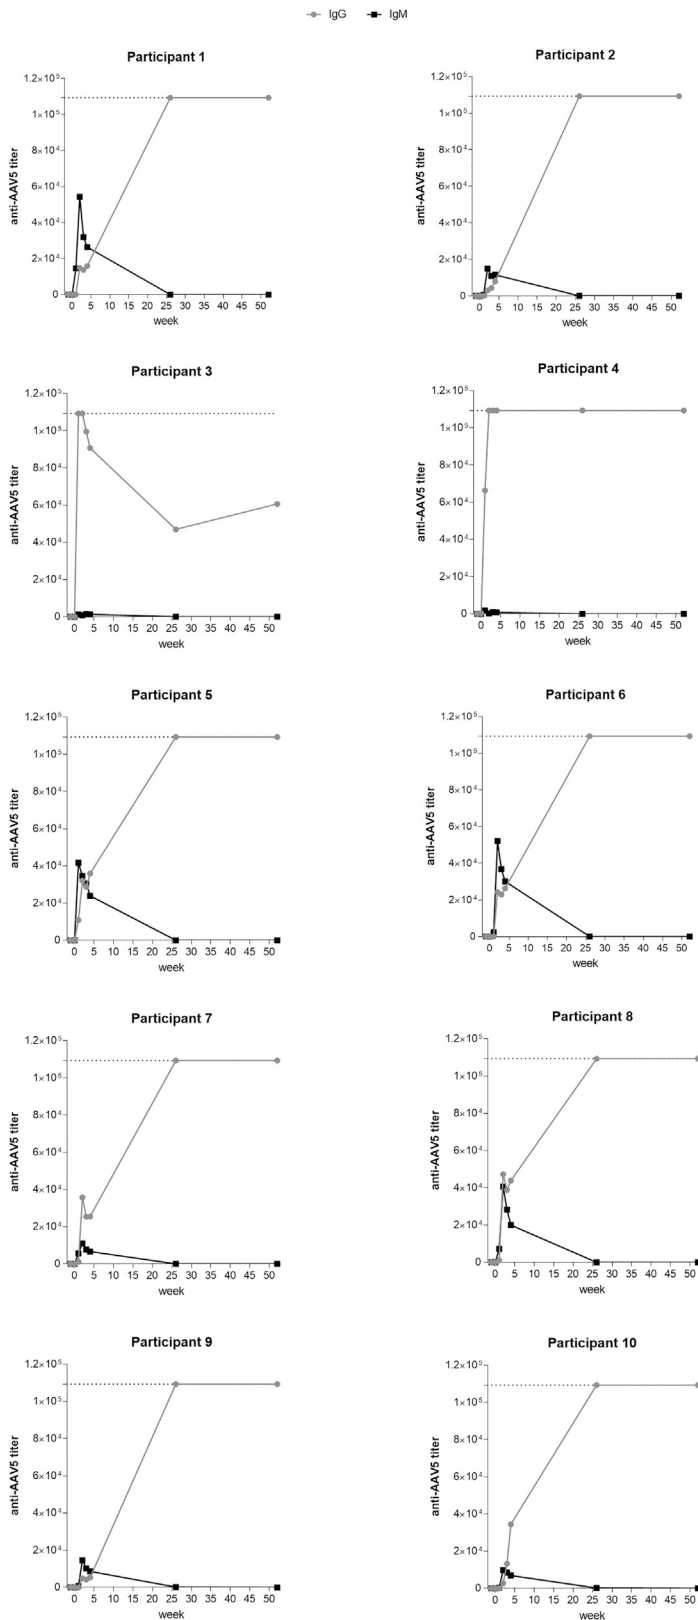 IgG IgM
Participant 1
1.2×10⁵
1×10⁵
8×10⁴
6×10⁴
4×10⁴
2×10⁴
0
anti-AAV5 titer
0 5 10 15 20 25 30 35 40 45 50
week
Participant 2
1.2×10⁵
1×10⁵
8×10⁴
6×10⁴
4×10⁴
2×10⁴
0
anti-AAV5 titer
0 5 10 15 20 25 30 35 40 45 50
week
Participant 3
1.2×10⁵
1×10⁵
8×10⁴
6×10⁴
4×10⁴
2×10⁴
0
anti-AAV5 titer
0 5 10 15 20 25 30 35 40 45 50
week
Participant 4
1.2×10⁵
1×10⁵
8×10⁴
6×10⁴
4×10⁴
2×10⁴
0
anti-AAV5 titer
0 5 10 15 20 25 30 35 40 45 50
week
Participant 5
1.2×10⁵
1×10⁵
8×10⁴
6×10⁴
4×10⁴
2×10⁴
0
anti-AAV5 titer
0 5 10 15 20 25 30 35 40 45 50
week
Participant 6
1.2×10⁵
1×10⁵
8×10⁴
6×10⁴
4×10⁴
2×10⁴
0
anti-AAV5 titer
0 5 10 15 20 25 30 35 40 45 50
week
Participant 7
1.2×10⁵
1×10⁵
8×10⁴
6×10⁴
4×10⁴
2×10⁴
0
anti-AAV5 titer
0 5 10 15 20 25 30 35 40 45 50
week
Participant 8
1.2×10⁵
1×10⁵
8×10⁴
6×10⁴
4×10⁴
2×10⁴
0
anti-AAV5 titer
0 5 10 15 20 25 30 35 40 45 50
week
Participant 9
1.2×10⁵
1×10⁵
8×10⁴
6×10⁴
4×10⁴
2×10⁴
0
anti-AAV5 titer
0 5 10 15 20 25 30 35 40 45 50
week
Participant 10
1.2×10⁵
1×10⁵
8×10⁴
6×10⁴
4×10⁴
2×10⁴
0
anti-AAV5 titer
0 5 10 15 20 25 30 35 40 45 50
week